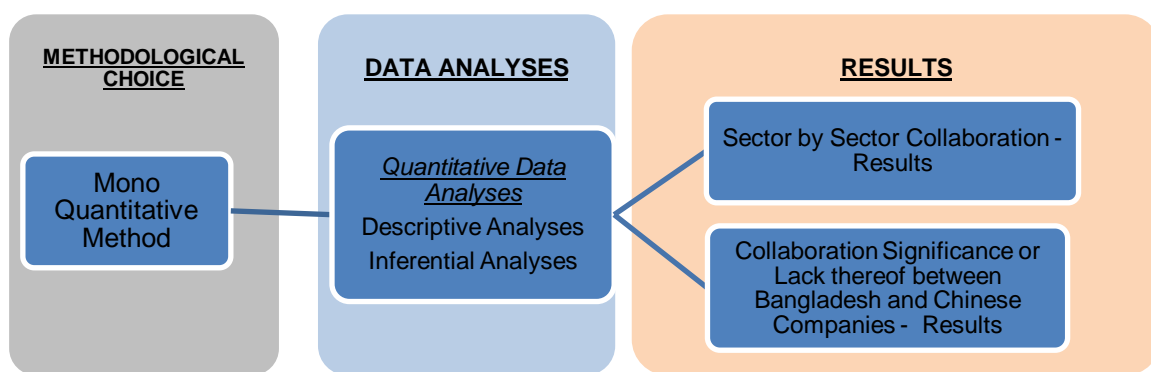 METHODOLOGICAL
CHOICE
Mono
Quantitative
Method
DATA ANALYSES
Quantitative Data
Analyses
Descriptive Analyses
Inferential Analyses
RESULTS
Sector by Sector Collaboration -
Results
Collaboration Significance or
Lack thereof between
Bangladesh and Chinese
Companies - Results